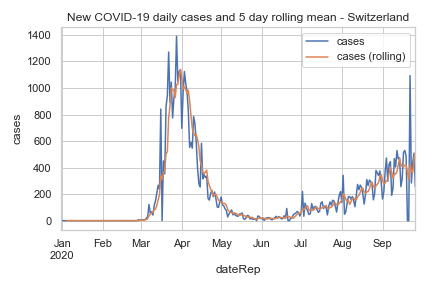 New COVID-19 daily cases and 5 day rolling mean - Switzerland
1400
1200
1000
800
600
400
200
0
cases
cases
cases (rolling)
Jan Feb Mar Apr May Jun Jul Aug Sep
2020
dateRep